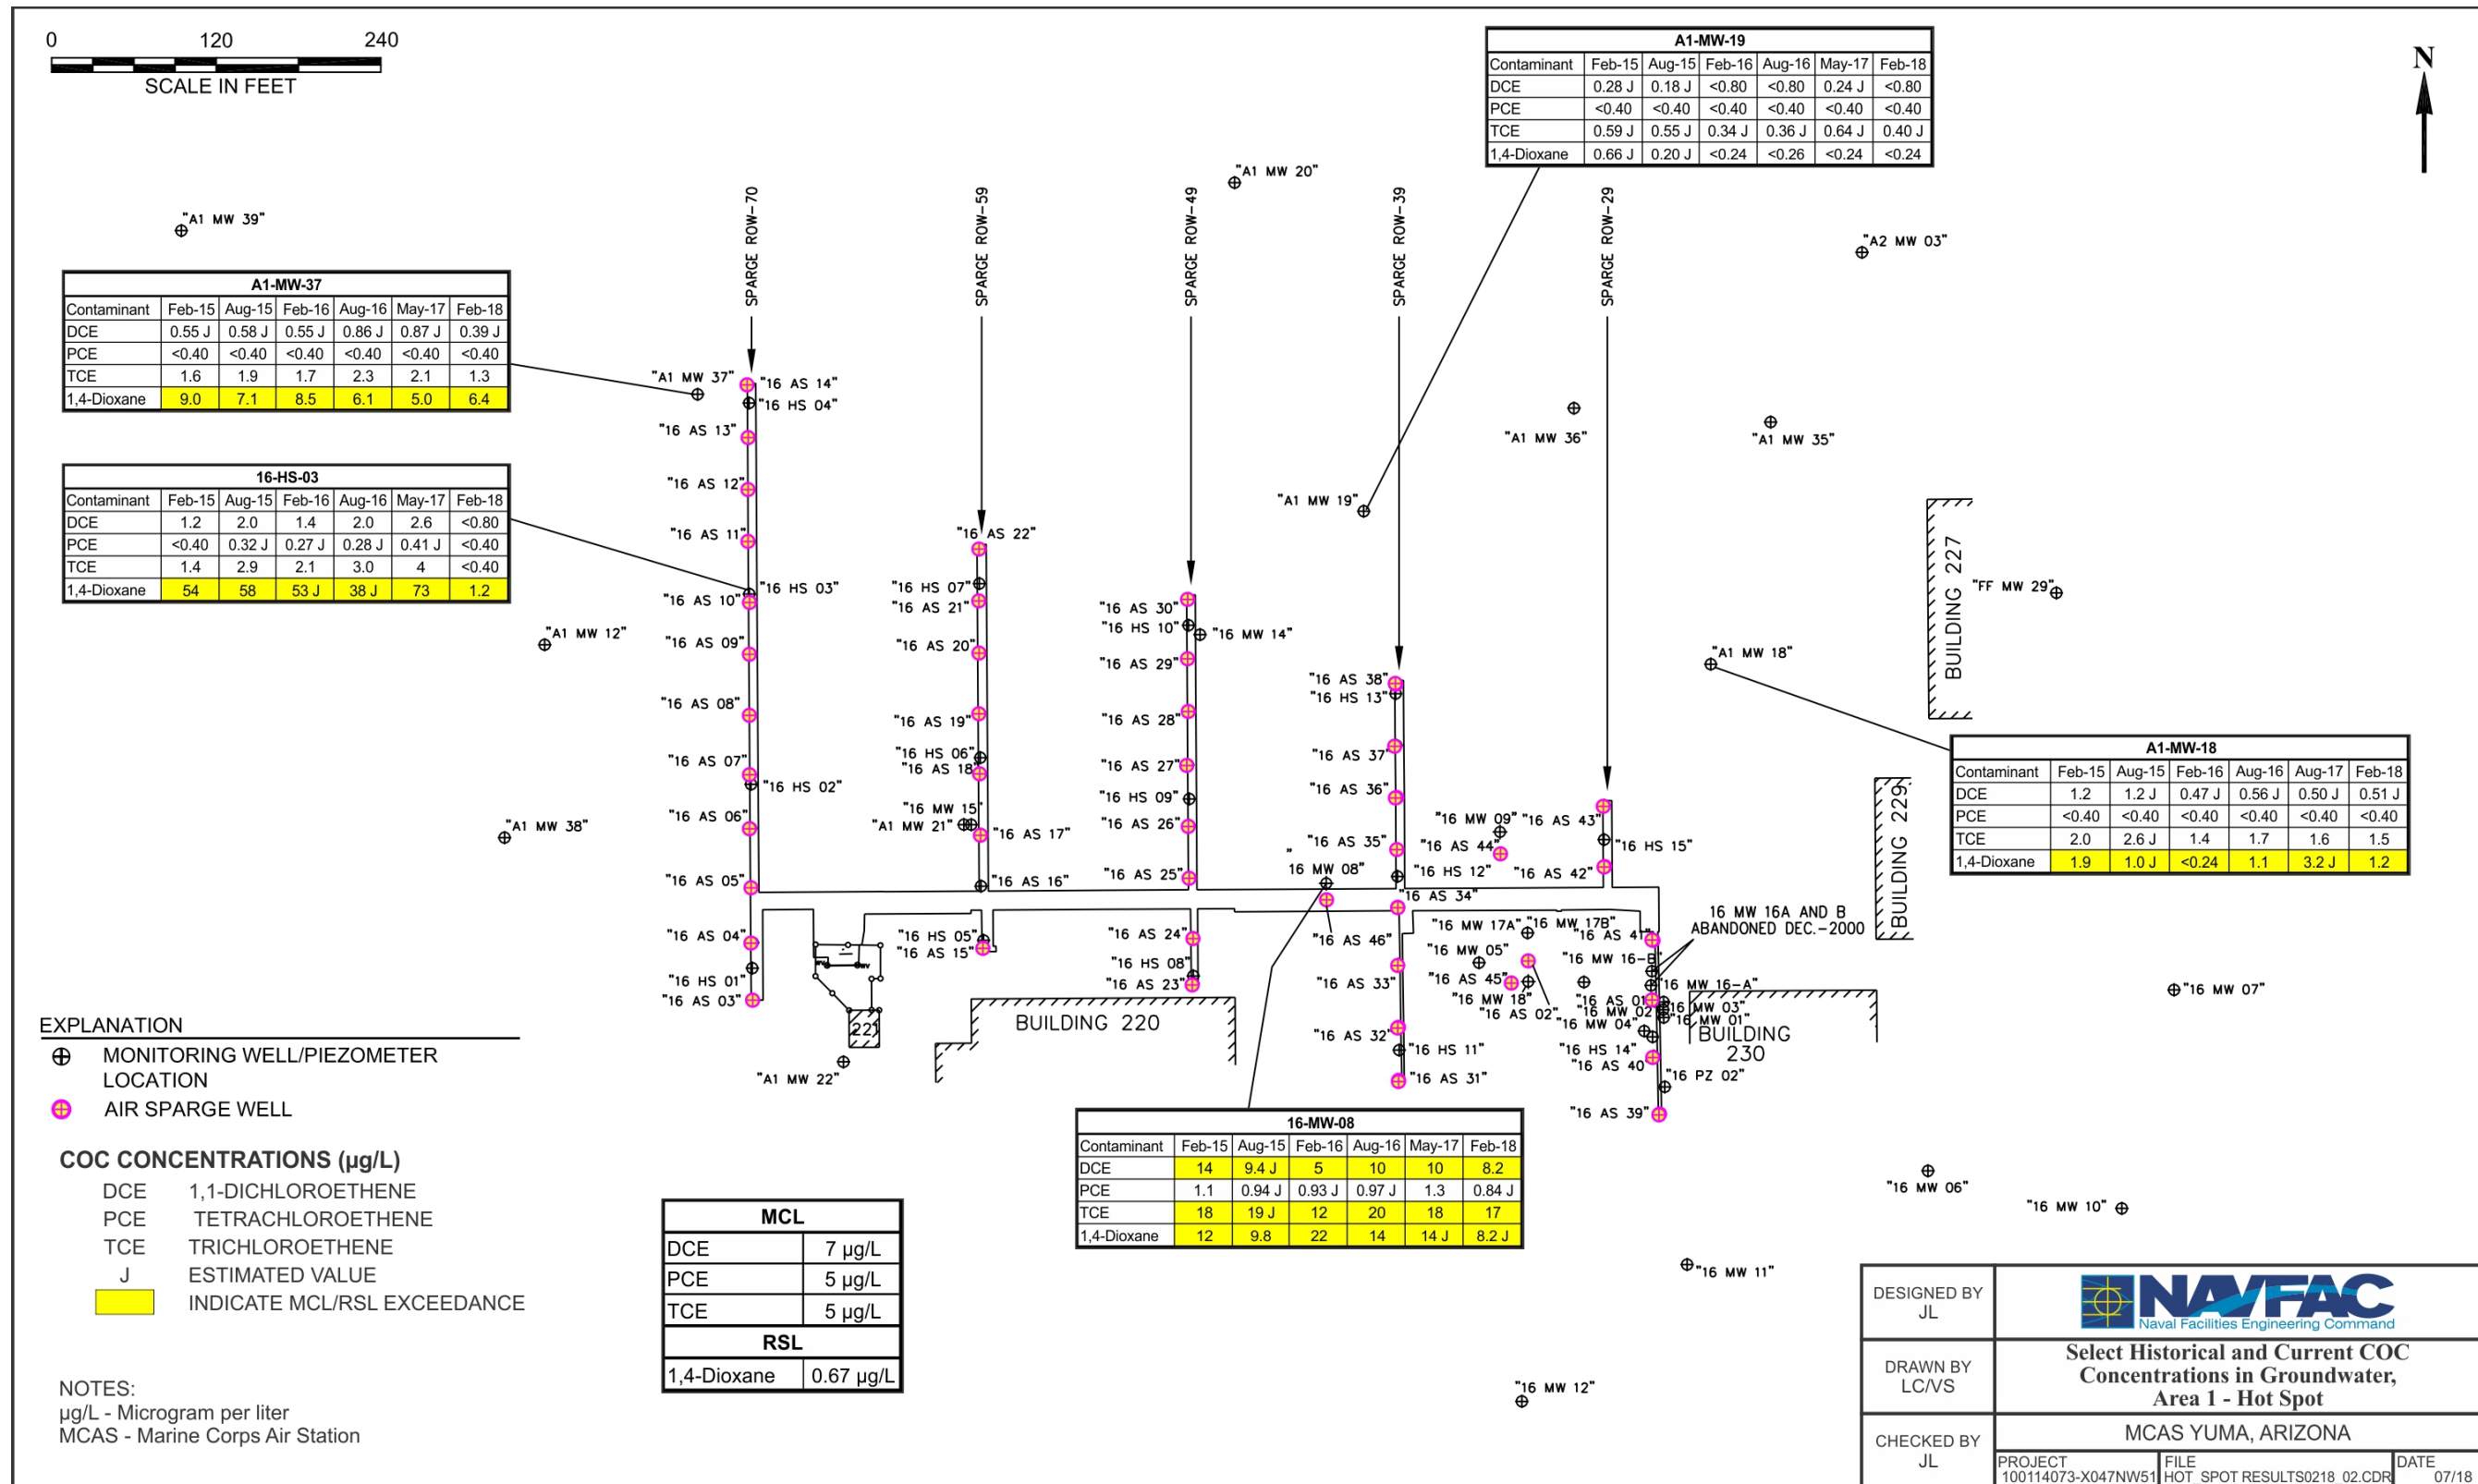 0 120 240
SCALE IN FEET
N
A1-MW-19
Contaminant Feb-15 Aug-15 Feb-16 Aug-16 May-17 Feb-18
DCE 0.28 J 0.18 J <0.80 <0.80 0.24 J <0.80
PCE <0.40 <0.40 <0.40 <0.40 <0.40 <0.40
TCE 0.59 J 0.55 J 0.34 J 0.36 J 0.64 J 0.40 J
1,4-Dioxane 0.66 J 0.20 J <0.24 <0.26 <0.24 <0.24
"A1 MW 20"
"A1 MW 39"
SPARGE ROW-70
SPARGE ROW-59
SPARGE ROW-49
SPARGE ROW-39
SPARGE ROW-29
"A2 MW 03"
A1-MW-37
Contaminant Feb-15 Aug-15 Feb-16 Aug-16 May-17 Feb-18
DCE 0.55 J 0.58 J 0.55 J 0.86 J 0.87 J 0.39 J
PCE <0.40 <0.40 <0.40 <0.40 <0.40 <0.40
TCE 1.6 1.9 1.7 2.3 2.1 1.3
1,4-Dioxane 9.0 7.1 8.5 6.1 5.0 6.4
16-HS-03
Contaminant Feb-15 Aug-15 Feb-16 Aug-16 May-17 Feb-18
DCE 1.2 2.0 1.4 2.0 2.6 <0.80
PCE <0.40 0.32 J 0.27 J 0.28 J 0.41 J <0.40
TCE 1.4 2.9 2.1 3.0 4 <0.40
1,4-Dioxane 54 58 53 J 38 J 73 1.2
"A1 MW 37"
"16 AS 14"
"16 HS 04"
"16 AS 13"
"16 AS 12"
"16 AS 11"
"16 HS 03"
"16 AS 10"
"16 AS 09"
"16 AS 08"
"16 AS 07"
"16 HS 02"
"16 AS 06"
"16 AS 05"
"16 AS 04"
"16 HS 01"
"16 AS 03"
"A1 MW 12"
"A1 MW 38"
"16 AS 22"
"16 HS 07"
"16 AS 21"
"16 AS 20"
"16 AS 19"
"16 HS 06"
"16 AS 18"
"16 MW 15"
"A1 MW 21"
"16 AS 17"
"16 AS 16"
"16 HS 05"
"16 AS 15"
"16 AS 30"
"16 HS 10"
"16 MW 14"
"16 AS 29"
"16 AS 28"
"16 AS 27"
"16 HS 09"
"16 AS 26"
"16 AS 25"
"16 AS 24"
"16 HS 08"
"16 AS 23"
"A1 MW 19"
"A1 MW 36"
"A1 MW 35"
"16 AS 38"
"16 HS 13"
"16 AS 37"
"16 AS 36"
"16 AS 35"
"
16 MW 08"
"16 HS 12"
"16 AS 34"
"16 AS 46"
"16 AS 33"
"16 AS 32"
"16 HS 11"
"16 AS 31"
"16 MW 09"
"16 AS 43"
"16 AS 44"
"16 HS 15"
"16 AS 42"
"16 MW 17A"
"16 MW 17B"
"16 AS 41"
"16 MW 05"
"16 MW 16-B"
"16 AS 45"
"16 MW 16-A"
"16 MW 18"
"16 AS 01"
"16 AS 02"
"16 MW 02"
"16 MW 03"
"16 MW 04"
"16 MW 01"
"16 HS 14"
"16 AS 40"
"16 PZ 02"
"16 AS 39"
16 MW 16A AND B
ABANDONED DEC.-2000
BUILDING 227
"FF MW 29"
"A1 MW 18"
BUILDING 229
A1-MW-18
Contaminant Feb-15 Aug-15 Feb-16 Aug-16 Aug-17 Feb-18
DCE 1.2 1.2 J 0.47 J 0.56 J 0.50 J 0.51 J
PCE <0.40 <0.40 <0.40 <0.40 <0.40 <0.40
TCE 2.0 2.6 J 1.4 1.7 1.6 1.5
1,4-Dioxane 1.9 1.0 J <0.24 1.1 3.2 J 1.2
"16 MW 07"
221
BUILDING 220
BUILDING
230
"A1 MW 22"
"16 MW 06"
"16 MW 10"
"16 MW 11"
"16 MW 12"
EXPLANATION
MONITORING WELL/PIEZOMETER
LOCATION
AIR SPARGE WELL
COC CONCENTRATIONS (µg/L)
DCE 1,1-DICHLOROETHENE
PCE TETRACHLOROETHENE
TCE TRICHLOROETHENE
J ESTIMATED VALUE
INDICATE MCL/RSL EXCEEDANCE
NOTES:
µg/L - Microgram per liter
MCAS - Marine Corps Air Station
MCL
DCE 7 µg/L
PCE 5 µg/L
TCE 5 µg/L
RSL
1,4-Dioxane 0.67 µg/L
16-MW-08
Contaminant Feb-15 Aug-15 Feb-16 Aug-16 May-17 Feb-18
DCE 14 9.4 J 5 10 10 8.2
PCE 1.1 0.94 J 0.93 J 0.97 J 1.3 0.84 J
TCE 18 19 J 12 20 18 17
1,4-Dioxane 12 9.8 22 14 14 J 8.2 J
DESIGNED BY
JL
NAVFAC
Naval Facilities Engineering Command
DRAWN BY
LC/VS
Select Historical and Current COC
Concentrations in Groundwater,
Area 1 - Hot Spot
CHECKED BY
JL
MCAS YUMA, ARIZONA
PROJECT
100114073-X047NW51
FILE
HOT SPOT RESULTS0218_02.CDR
DATE
07/18